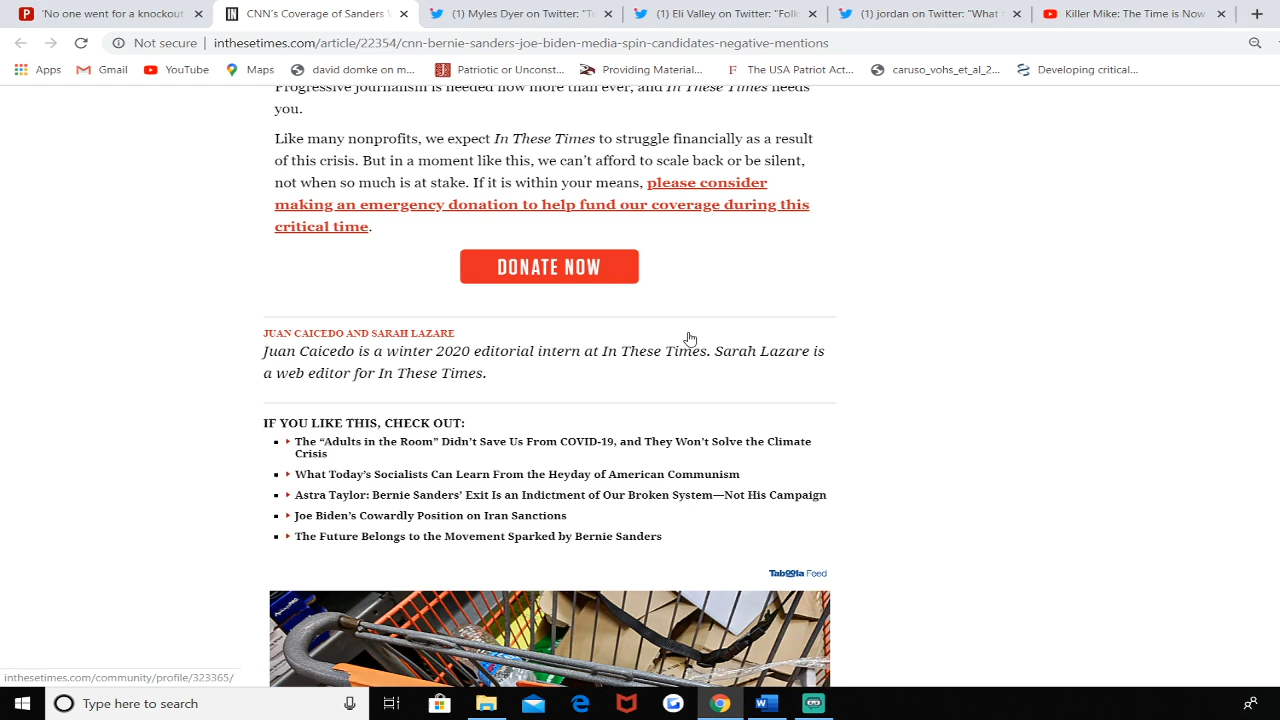 'No one went for a knockout
CNN's Coverage of Sanders
(1) Myles Dyer on Twitter: "Tw
(1) Eli Valley on Twitter: "Folk
(1) jordan on Twitter: "What
Killer Mike: The Time is Now
Not secure
inthesetimes.com/article/22354/cnn-bernie-sanders-joe-biden-media-spin-candidates-negative-mentions
Apps
Gmail
YouTube
Maps
david domke on m...
Patriotic or Unconst...
Providing Material...
The USA Patriot Act...
caruso_vohs_et_al_2...
Developing critical...
Progressive journalism is needed now more than ever, and In These Times needs
you.
Like many nonprofits, we expect In These Times to struggle financially as a result
of this crisis. But in a moment like this, we can't afford to scale back or be silent,
not when so much is at stake. If it is within your means, please consider
making an emergency donation to help fund our coverage during this
critical time.
DONATE NOW
JUAN CAICEDO AND SARAH LAZARE
Juan Caicedo is a winter 2020 editorial intern at In These Times. Sarah Lazare is
a web editor for In These Times.
IF YOU LIKE THIS, CHECK OUT:
The “Adults in the Room” Didn't Save Us From COVID-19, and They Won't Solve the Climate
Crisis
What Today's Socialists Can Learn From the Heyday of American Communism
Astra Taylor: Bernie Sanders' Exit Is an Indictment of Our Broken System—Not His Campaign
Joe Biden's Cowardly Position on Iran Sanctions
The Future Belongs to the Movement Sparked by Bernie Sanders
Taboola Feed
inthesetimes.com/community/profile/323365/
Type here to search